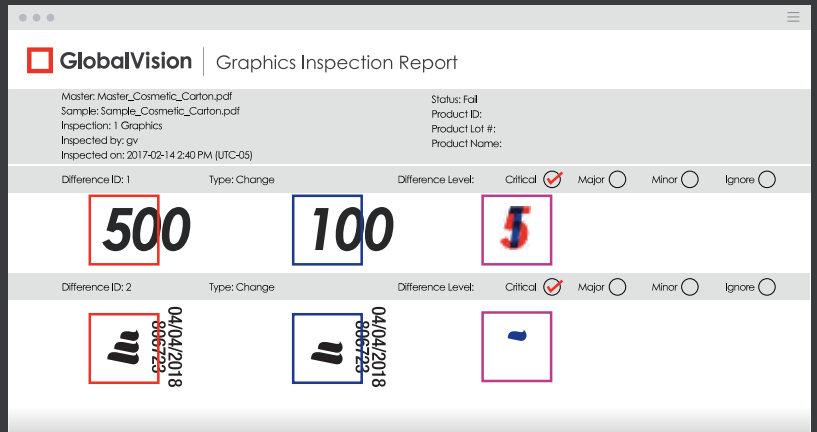 GlobalVision
Graphics Inspection Report
Master: Master_Cosmetic_Carton.pdf
Sample: Sample_Cosmetic_Carton.pdf
Inspection: 1 Graphics
Inspected by: gv
Inspected on: 2017-02-14 2:40 PM (UTC-05)
Status: Fail
Product ID:
Product Lot #:
Product Name:
Difference ID: 1 Type: Change Difference Level: Critical Major Minor Ignore
500 100 5
Difference ID: 2 Type: Change Difference Level: Critical Major Minor Ignore
04/04/2018
806723
04/04/2018
806723